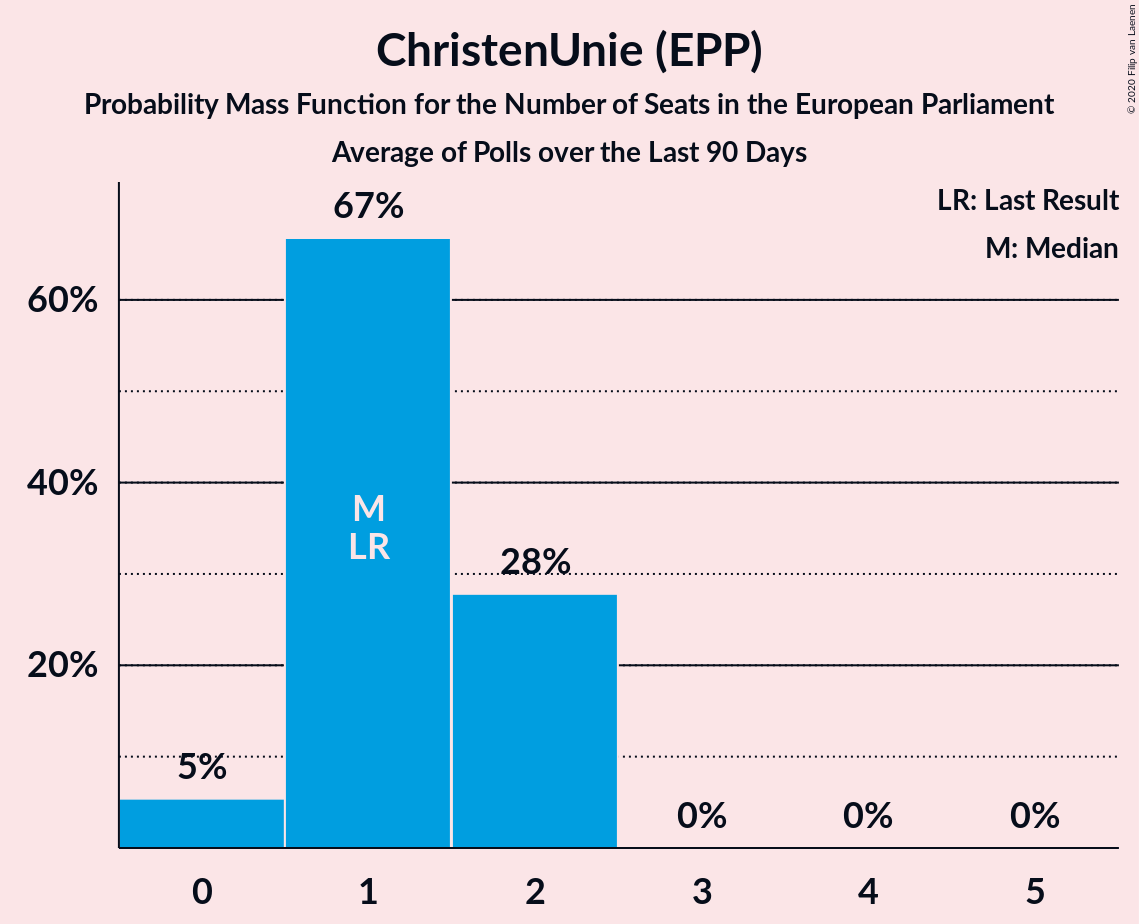 ChristenUnie (EPP)
Probability Mass Function for the Number of Seats in the European Parliament
Average of Polls over the Last 90 Days
© 2020 Filip van Laenen
LR: Last Result
M: Median
67%
60%
40%
M
LR
28%
20%
5%
0%
0%
0%
0
1
2
3
4
5